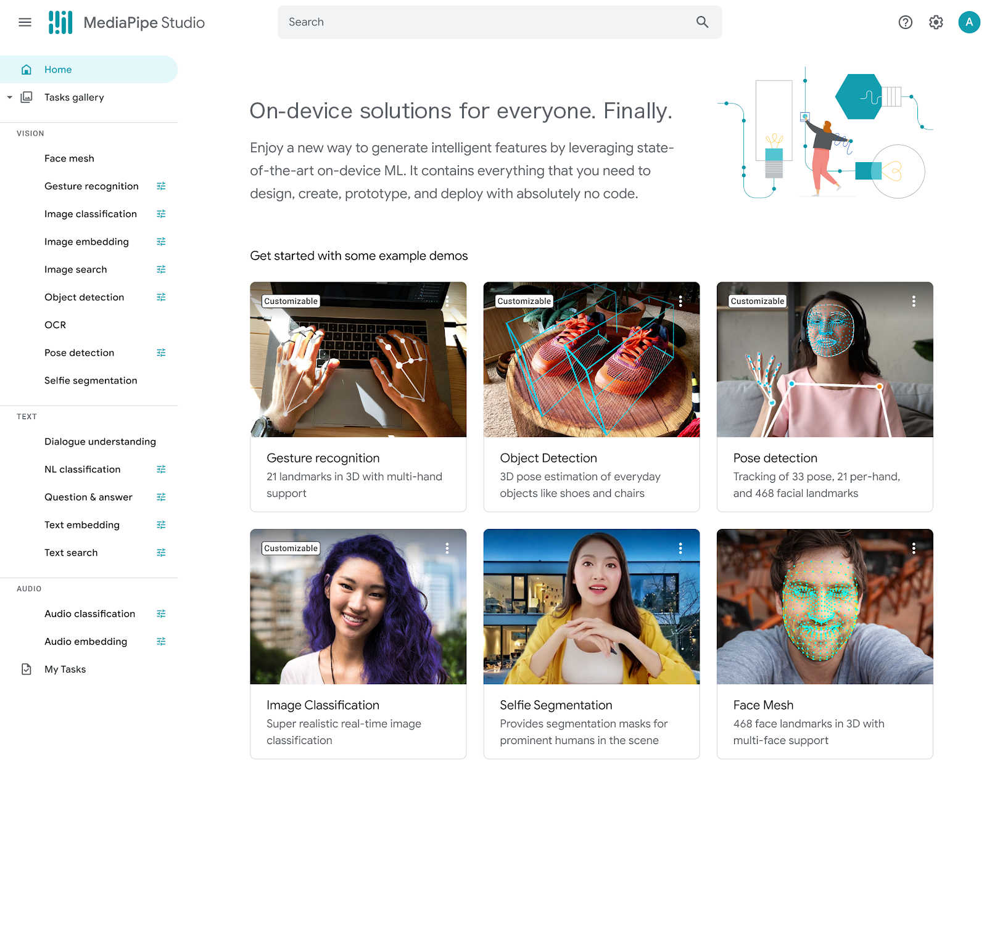 MediaPipe Studio
Search
A
Home
Tasks gallery
VISION
Face mesh
Gesture recognition
Image classification
Image embedding
Image search
Object detection
OCR
Pose detection
Selfie segmentation
TEXT
Dialogue understanding
NL classification
Question & answer
Text embedding
Text search
AUDIO
Audio classification
Audio embedding
My Tasks
On-device solutions for everyone. Finally.
Enjoy a new way to generate intelligent features by leveraging state-
of-the-art on-device ML. It contains everything that you need to
design, create, prototype, and deploy with absolutely no code.
Get started with some example demos
Customizable
Gesture recognition
21 landmarks in 3D with multi-hand
support
Customizable
Object Detection
3D pose estimation of everyday
objects like shoes and chairs
Customizable
Pose detection
Tracking of 33 pose, 21 per-hand,
and 468 facial landmarks
Customizable
Image Classification
Super realistic real-time image
classification
Selfie Segmentation
Provides segmentation masks for
prominent humans in the scene
Face Mesh
468 face landmarks in 3D with
multi-face support